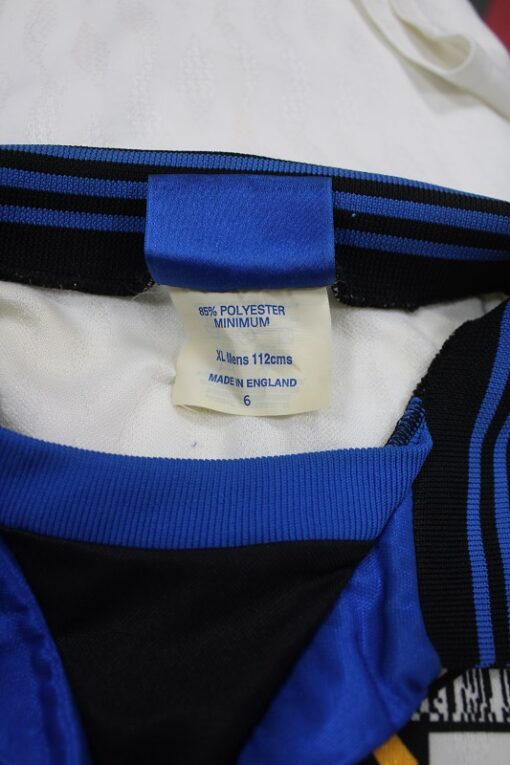 85% POLYESTER
MINIMUM
XL Mens 112cms
MADE IN ENGLAND
6